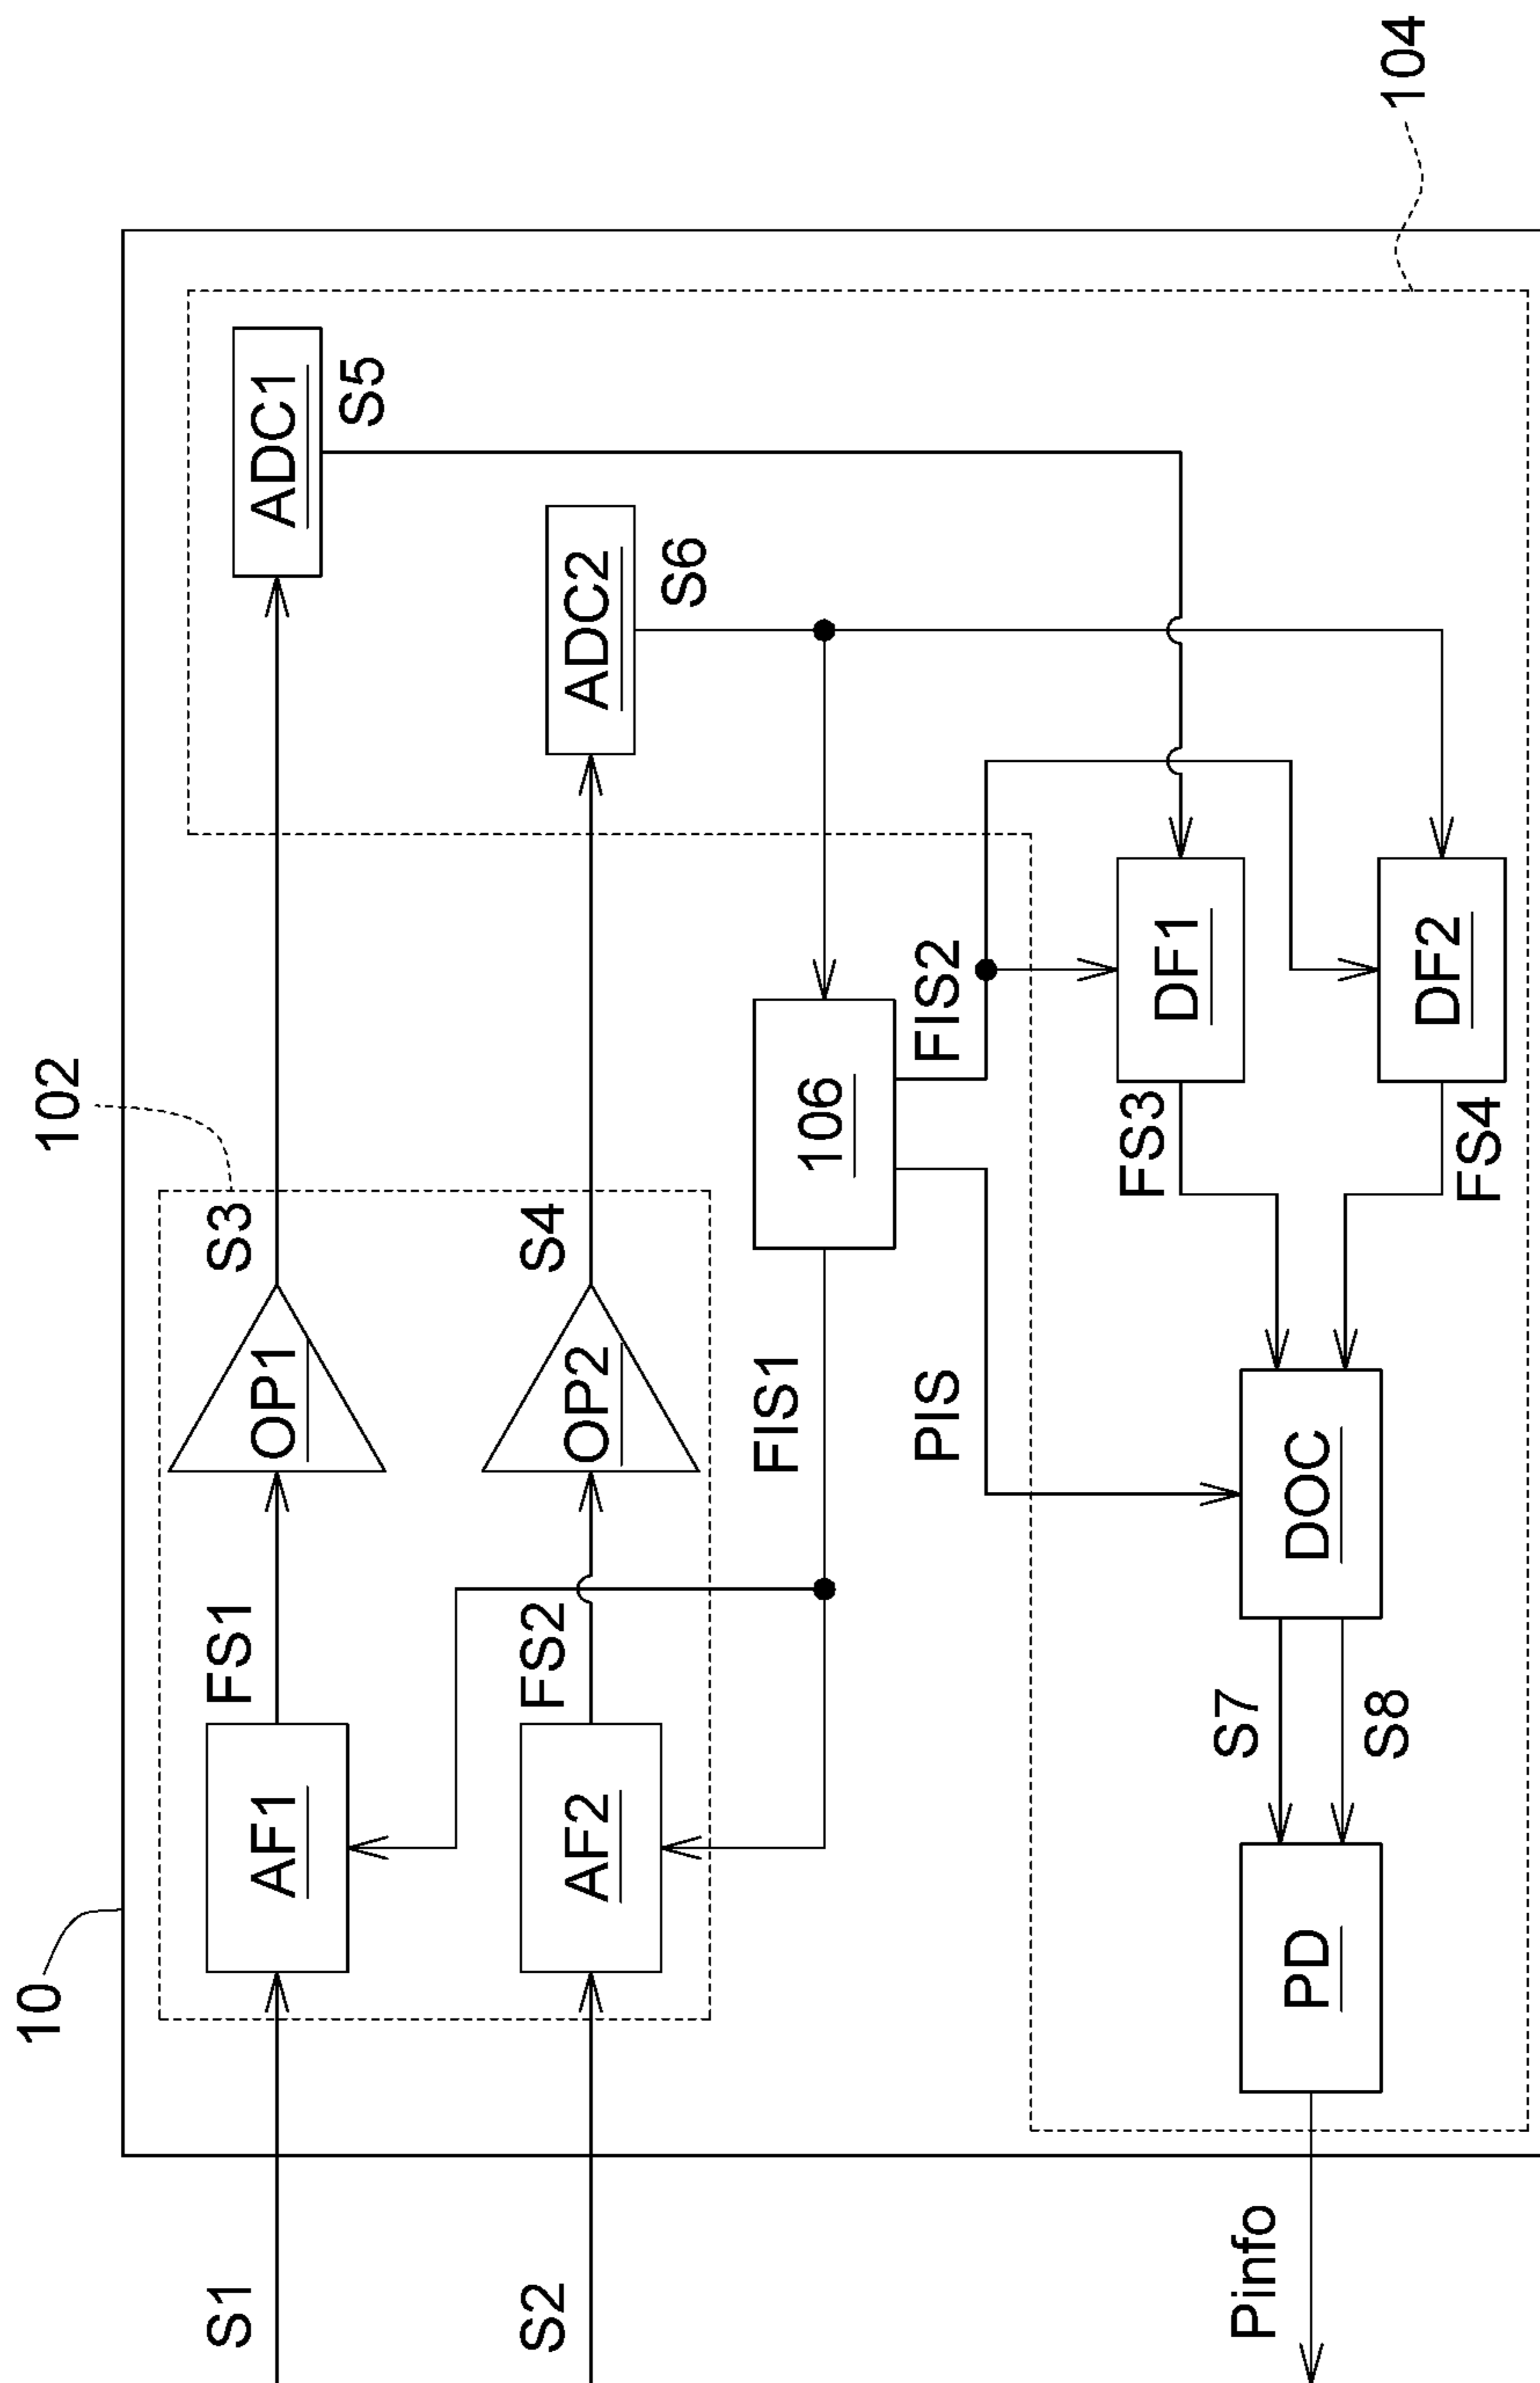 10
102
104
S1
AF1
FS1
OP1
S3
ADC1
S5
S2
AF2
FS2
OP2
S4
ADC2
S6
FIS1
106
PIS
FIS2
FS3
DF1
Pinfo
PD
S7
S8
DOC
FS4
DF2